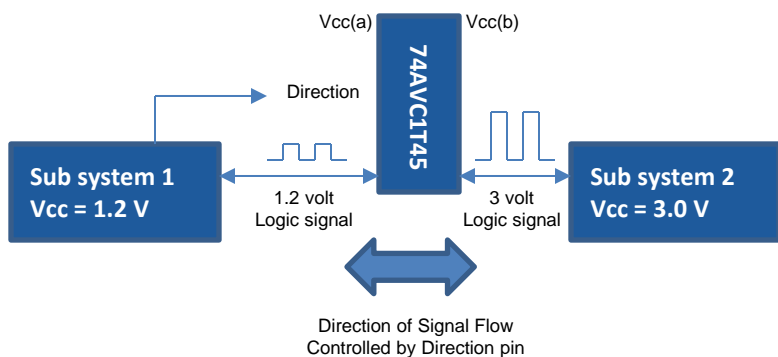 Vcc(a)
Vcc(b)
74AVC1T45
Direction
Sub system 1
Vcc = 1.2 V
1.2 volt
Logic signal
3 volt
Logic signal
Sub system 2
Vcc = 3.0 V
Direction of Signal Flow
Controlled by Direction pin